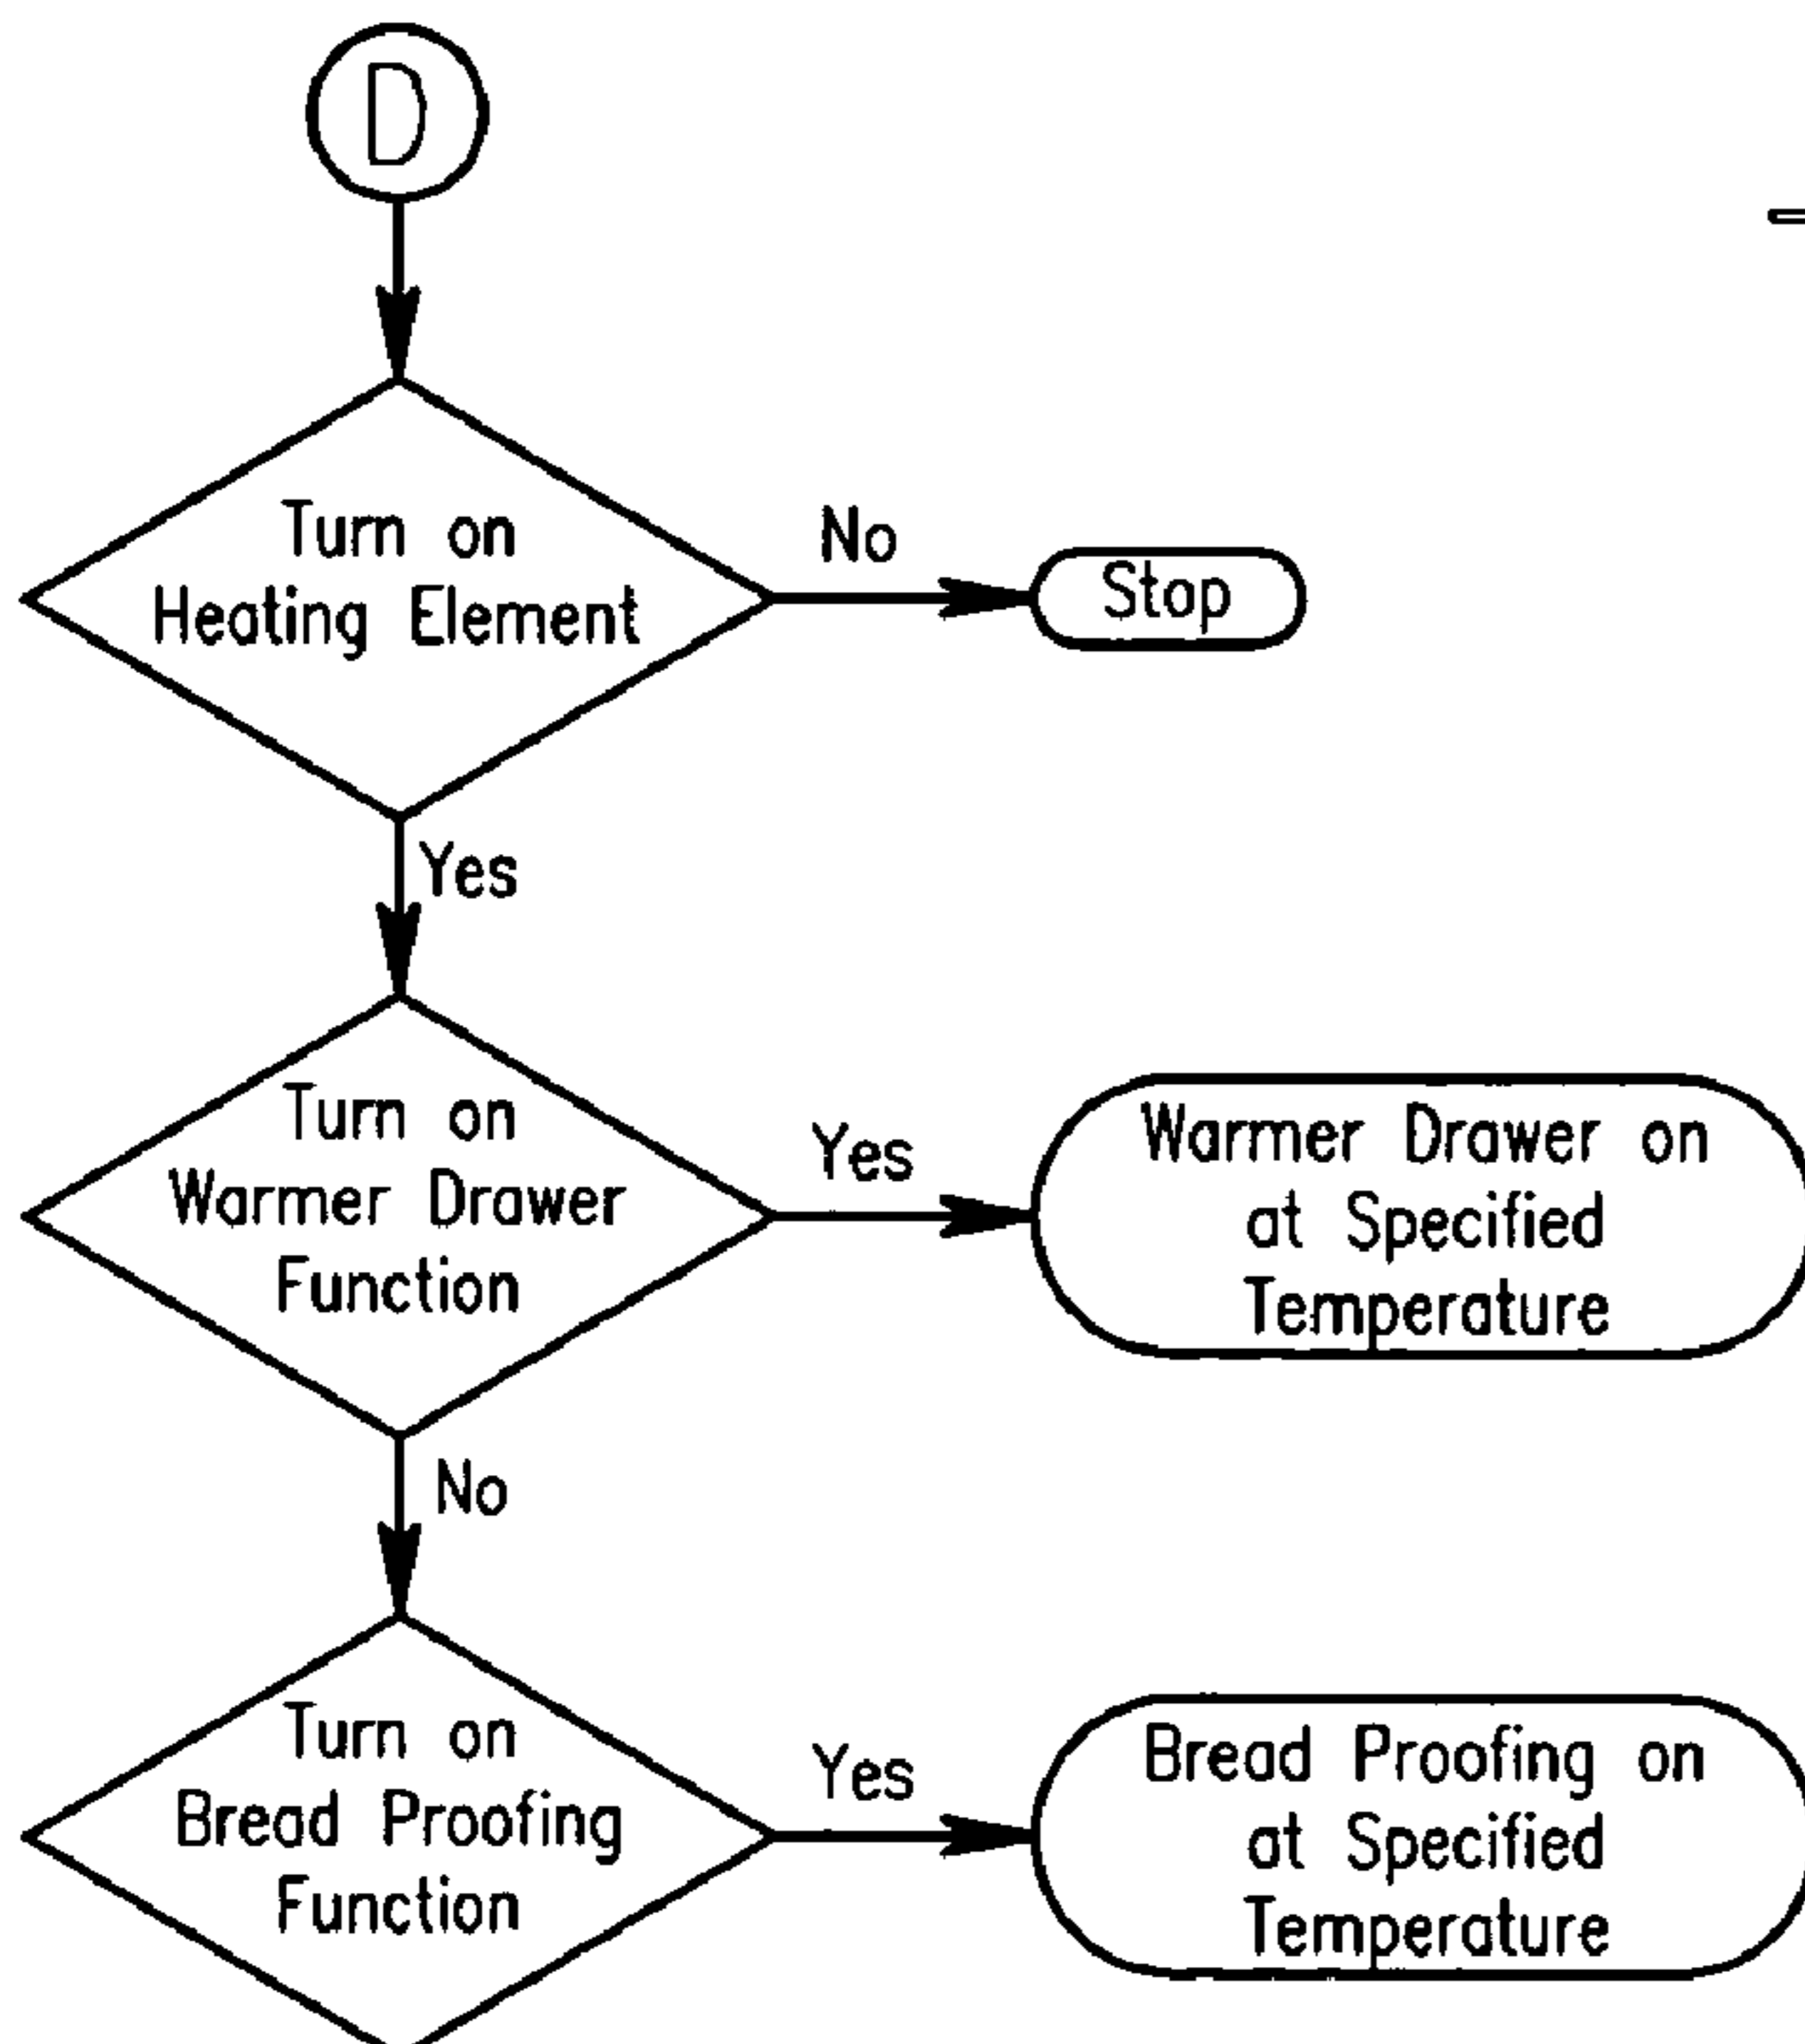 D
Turn on
Heating Element
No
Stop
Yes
Turn on
Warmer Drawer
Function
Yes
Warmer Drawer on
at Specified
Temperature
No
Turn on
Bread Proofing
Function
Yes
Bread Proofing on
at Specified
Temperature